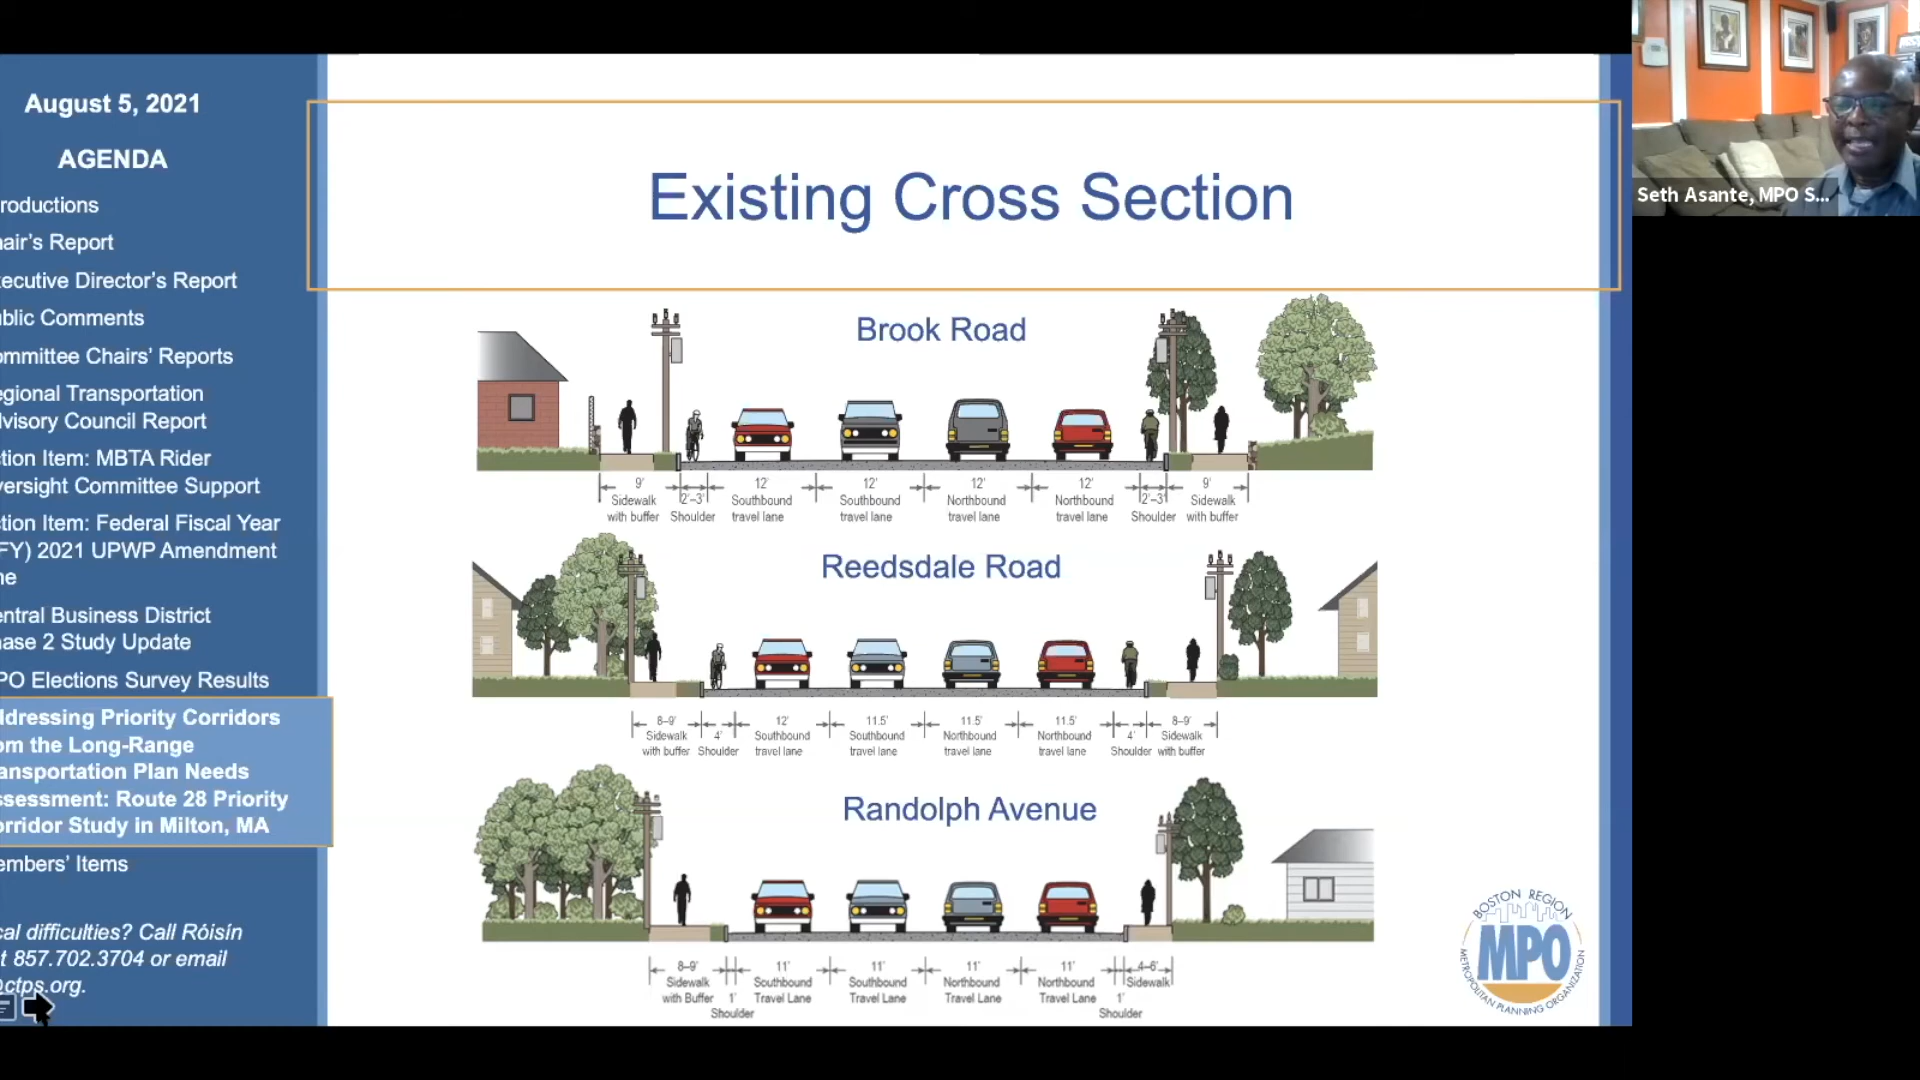 August 5, 2021
AGENDA
roductions
air's Report
ecutive Director's Report
blic Comments
ommittee Chairs' Reports
egional Transportation
dvisory Council Report
tion Item: MBTA Rider
versight Committee Support
tion Item: Federal Fiscal Year
FY) 2021 UPWP Amendment
ne
entral Business District
hase 2 Study Update
PO Elections Survey Results
ddressing Priority Corridors
om the Long-Range
ansportation Plan Needs
ssessment: Route 28 Priority
orridor Study in Milton, MA
embers' Items
cal difficulties? Call Róisín
t 857.702.3704 or email
@ctps.org.
Existing Cross Section
Brook Road
9' 2'-3' 12' 12' 12' 12' 2'-3' 9'
Sidewalk Southbound Southbound Northbound Northbound Sidewalk
with buffer Shoulder travel lane travel lane travel lane travel lane Shoulder with buffer
Reedsdale Road
8–9' 4' 12' 11.5' 11.5' 11.5' 4' 8–9'
Sidewalk Southbound Southbound Northbound Northbound Sidewalk
with buffer Shoulder travel lane travel lane travel lane travel lane Shoulder with buffer
Randolph Avenue
8–9' 11' 11' 11' 11' 4–6'
Sidewalk Southbound Southbound Northbound Northbound Sidewalk
with Buffer 1' Travel Lane Travel Lane Travel Lane Travel Lane 1'
Shoulder Shoulder
BOSTON REGION
MPO
METROPOLITAN PLANNING ORGANIZATION
Seth Asante, MPO S...